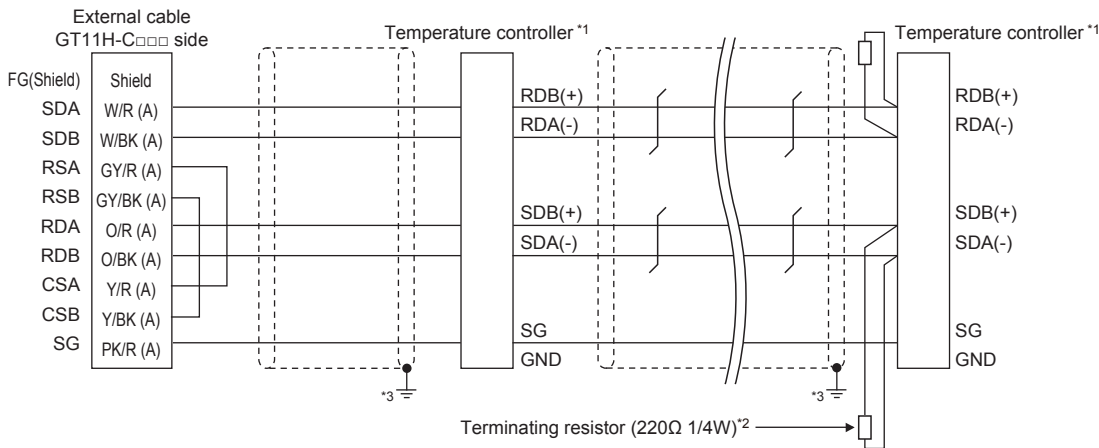 External cable
GT11H-C□□□ side
Temperature controller *1
Temperature controller *1
FG(Shield) Shield
SDA W/R (A)
SDB W/BK (A)
RSA GY/R (A)
RSB GY/BK (A)
RDA O/R (A)
RDB O/BK (A)
CSA Y/R (A)
CSB Y/BK (A)
SG PK/R (A)
RDB(+)
RDA(-)
SDB(+)
SDA(-)
SG
GND
RDB(+)
RDA(-)
SDB(+)
SDA(-)
SG
GND
*3
*3
Terminating resistor (220Ω 1/4W)*2